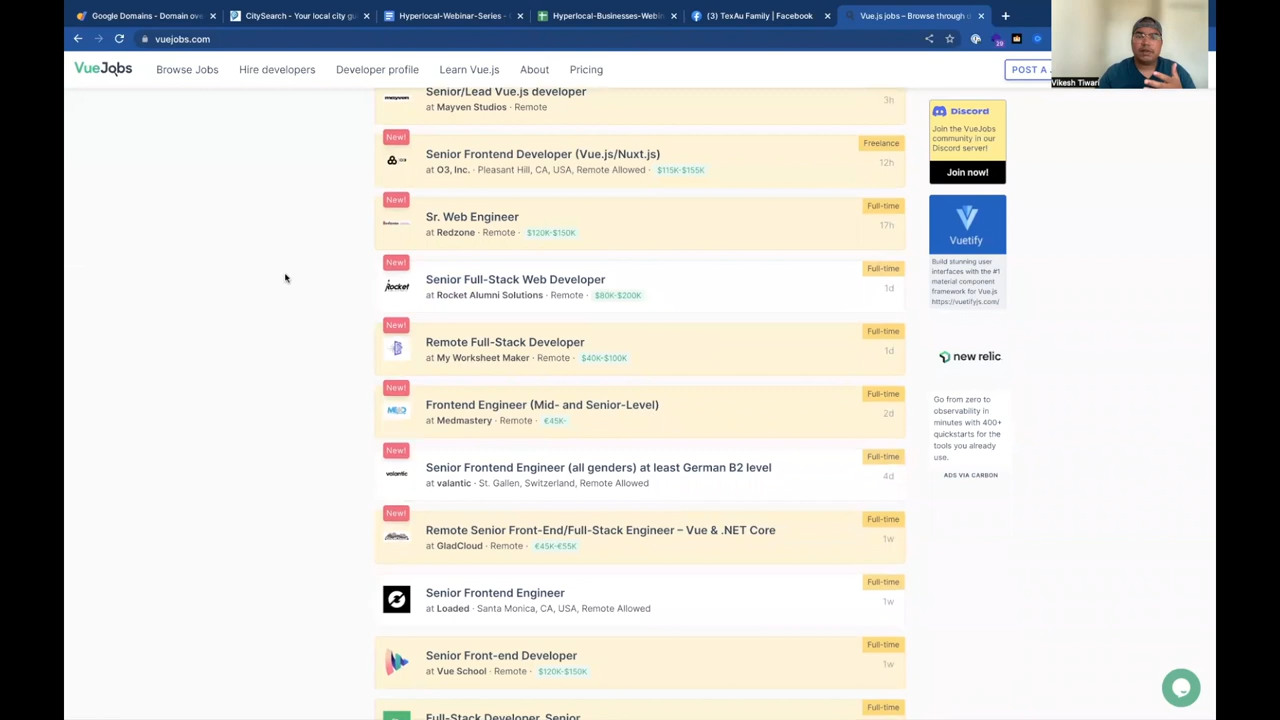 Google Domains - Domain ov
CitySearch - Your local city gu
Hyperlocal-Webinar-Series -
Hyperlocal-Businesses-Webin
(3) TexAu Family | Facebook
Vue.js jobs – Browse through
vuejobs.com
39
Vikesh Tiwari
VueJobs
Browse Jobs
Hire developers
Developer profile
Learn Vue.js
About
Pricing
POST A
mayven
Senior/Lead Vue.js developer
at Mayven Studios · Remote
3h
New!
Senior Frontend Developer (Vue.js/Nuxt.js)
at O3, Inc. · Pleasant Hill, CA, USA, Remote Allowed · $115K-$155K
Freelance
12h
New!
Sr. Web Engineer
at Redzone · Remote · $120K-$150K
Full-time
17h
New!
Rocket
Senior Full-Stack Web Developer
at Rocket Alumni Solutions · Remote · $80K-$200K
Full-time
1d
New!
Remote Full-Stack Developer
at My Worksheet Maker · Remote · $40K-$100K
Full-time
1d
New!
Frontend Engineer (Mid- and Senior-Level)
at Medmastery · Remote · €45K-
Full-time
2d
New!
valantic
Senior Frontend Engineer (all genders) at least German B2 level
at valantic · St. Gallen, Switzerland, Remote Allowed
Full-time
4d
New!
Remote Senior Front-End/Full-Stack Engineer – Vue & .NET Core
at GladCloud · Remote · €45K-€55K
Full-time
1w
Senior Frontend Engineer
at Loaded · Santa Monica, CA, USA, Remote Allowed
Full-time
1w
Senior Front-end Developer
at Vue School · Remote · $120K-$150K
Full-time
1w
Full-Stack Developer, Senior
Full-time
Discord
Join the VueJobs
community in our
Discord server!
Join now!
Vuetify
Build stunning user
interfaces with the #1
material component
framework for Vue.js
https://vuetifyjs.com/
new relic
Go from zero to
observability in
minutes with 400+
quickstarts for the
tools you already
use.
ADS VIA CARBON